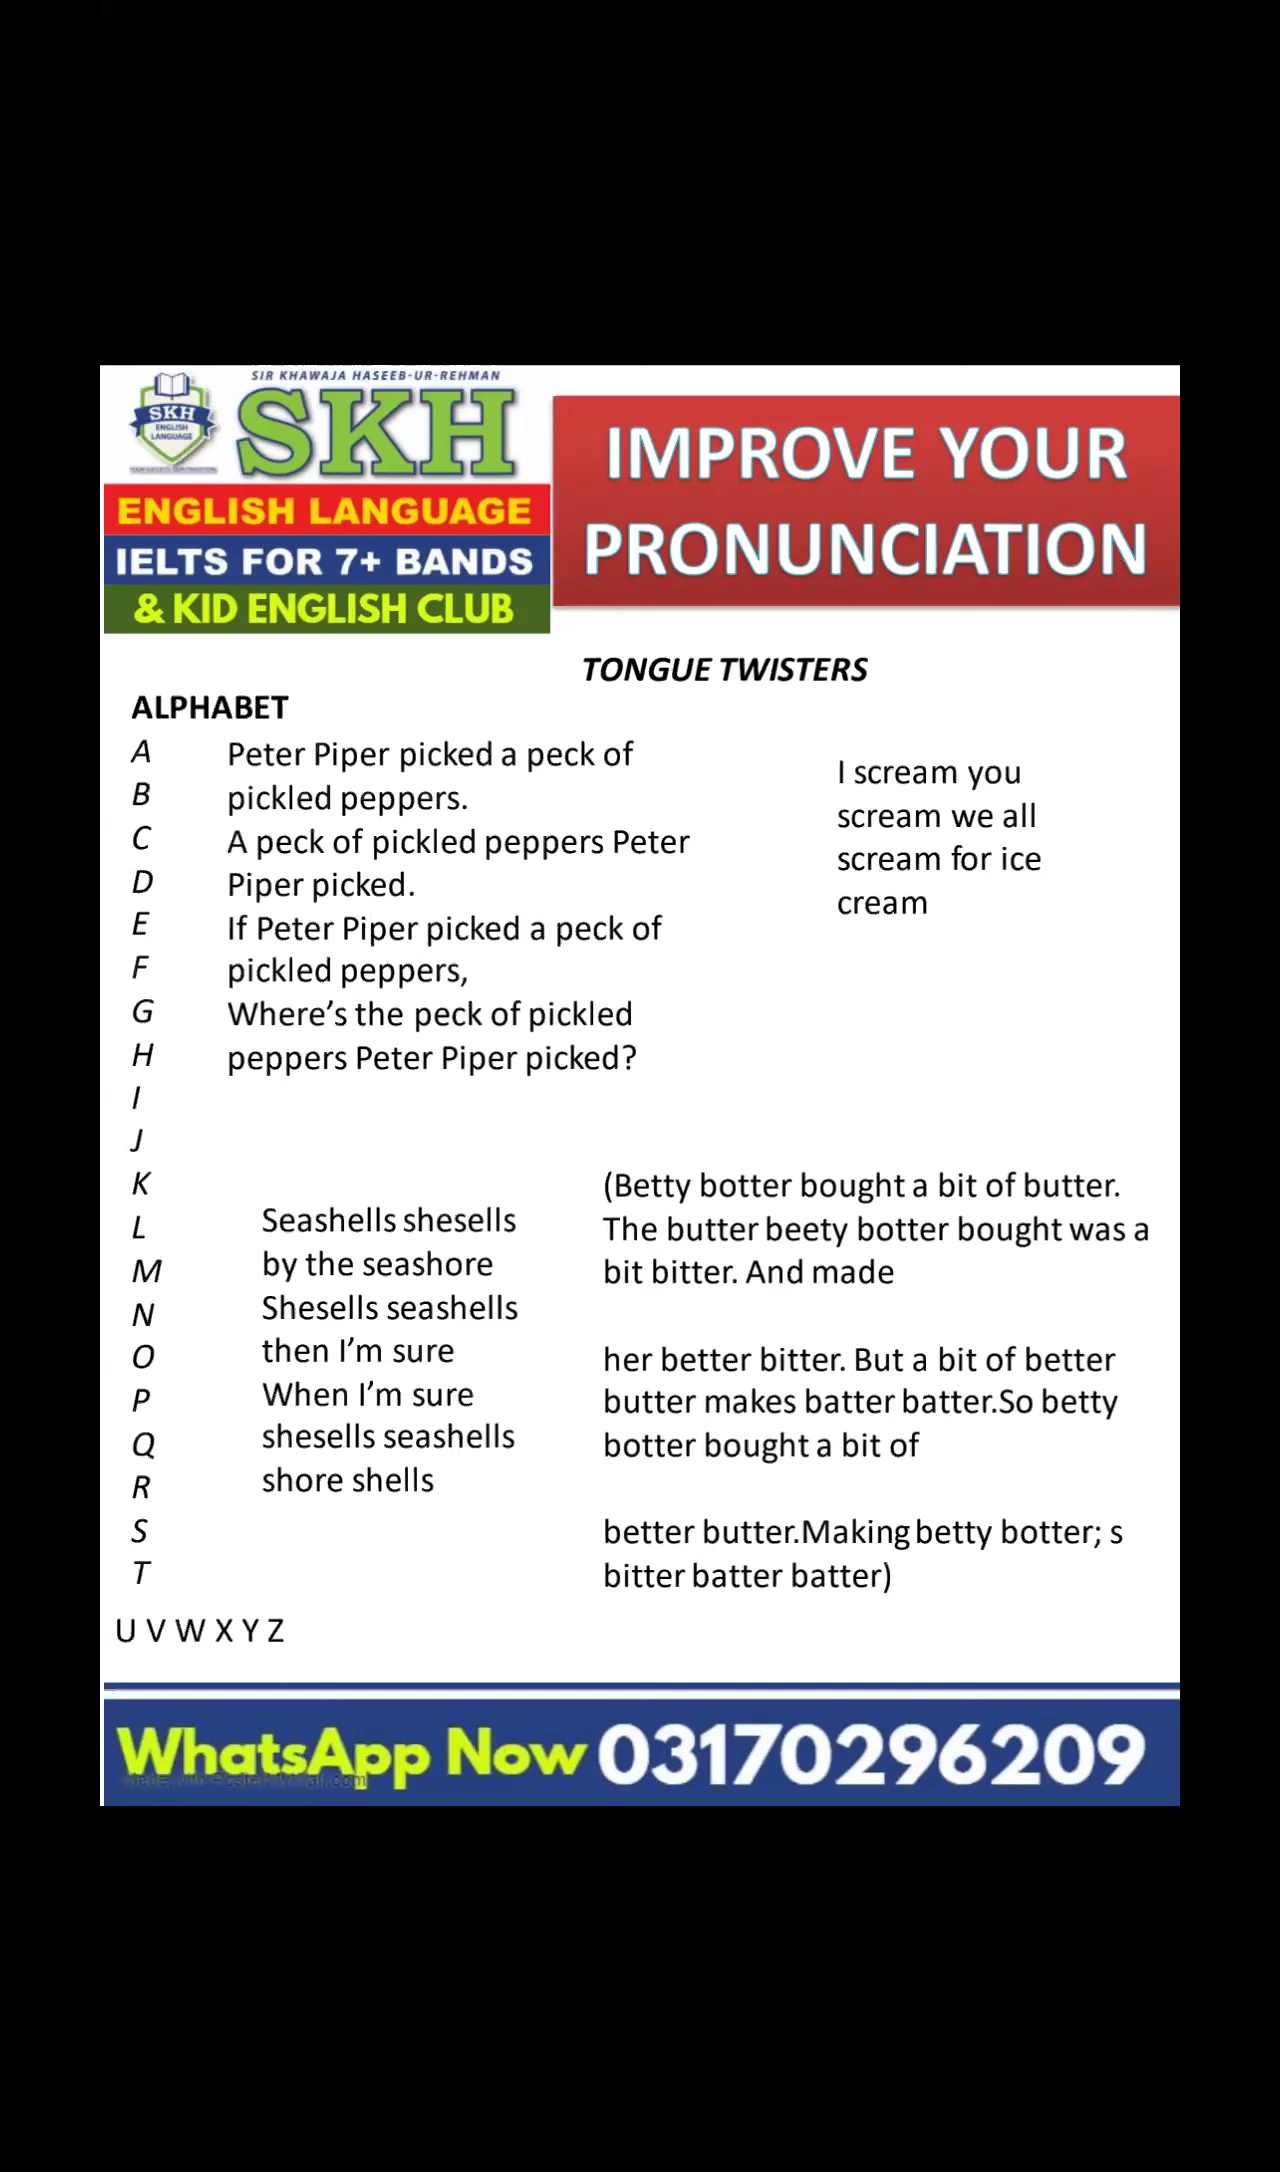 SIR KHAWAJA HASEEB-UR-REHMAN
SKH
SKH
ENGLISH
LANGUAGE
ENGLISH LANGUAGE
IELTS FOR 7+ BANDS
& KID ENGLISH CLUB
IMPROVE YOUR
PRONUNCIATION
TONGUE TWISTERS
ALPHABET
A
B
C
D
E
F
G
H
I
J
K
L
M
N
O
P
Q
R
S
T
U V W X Y Z
Peter Piper picked a peck of
pickled peppers.
A peck of pickled peppers Peter
Piper picked.
If Peter Piper picked a peck of
pickled peppers,
Where’s the peck of pickled
peppers Peter Piper picked?
I scream you
scream we all
scream for ice
cream
Seashells shesells
by the seashore
Shesells seashells
then I’m sure
When I’m sure
shesells seashells
shore shells
(Betty botter bought a bit of butter.
The butter beety botter bought was a
bit bitter. And made
her better bitter. But a bit of better
butter makes batter batter.So betty
botter bought a bit of
better butter.Making betty botter; s
bitter batter batter)
WhatsApp Now 03170296209